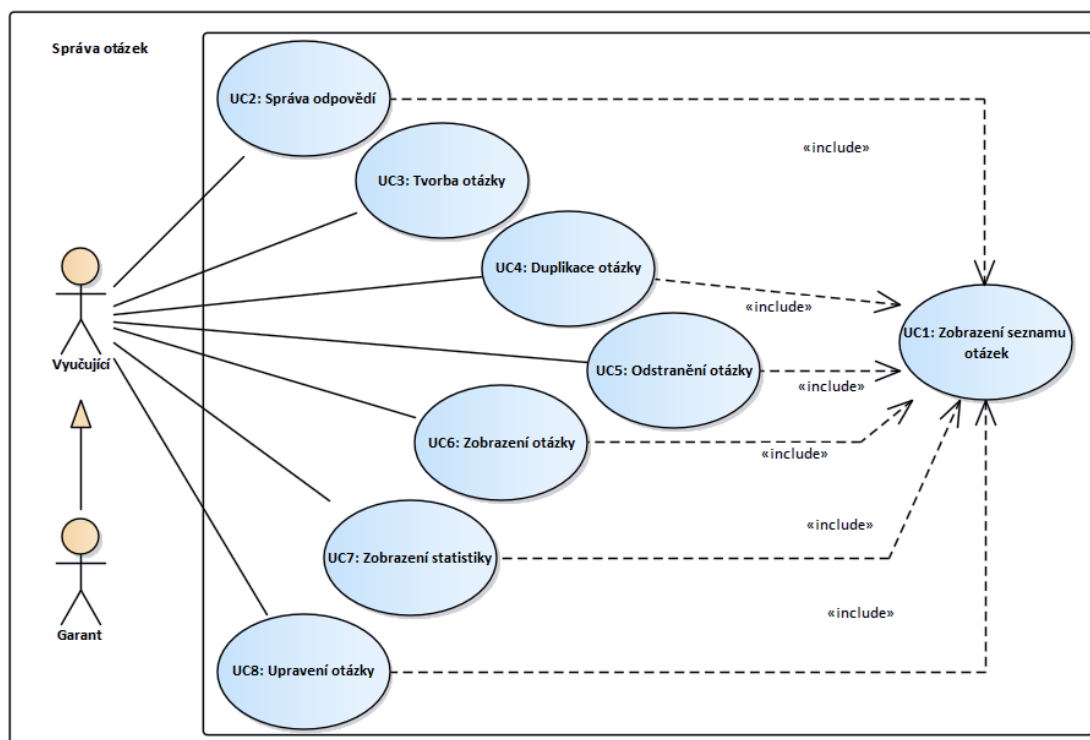 Správa otázek
UC2: Správa odpovědí
«include»
UC3: Tvorba otázky
UC4: Duplikace otázky
«include»
UC1: Zobrazení seznamu
otázek
Vyučující
UC5: Odstranění otázky
«include»
UC6: Zobrazení otázky
«include»
«include»
UC7: Zobrazení statistiky
«include»
Garant
UC8: Upravení otázky